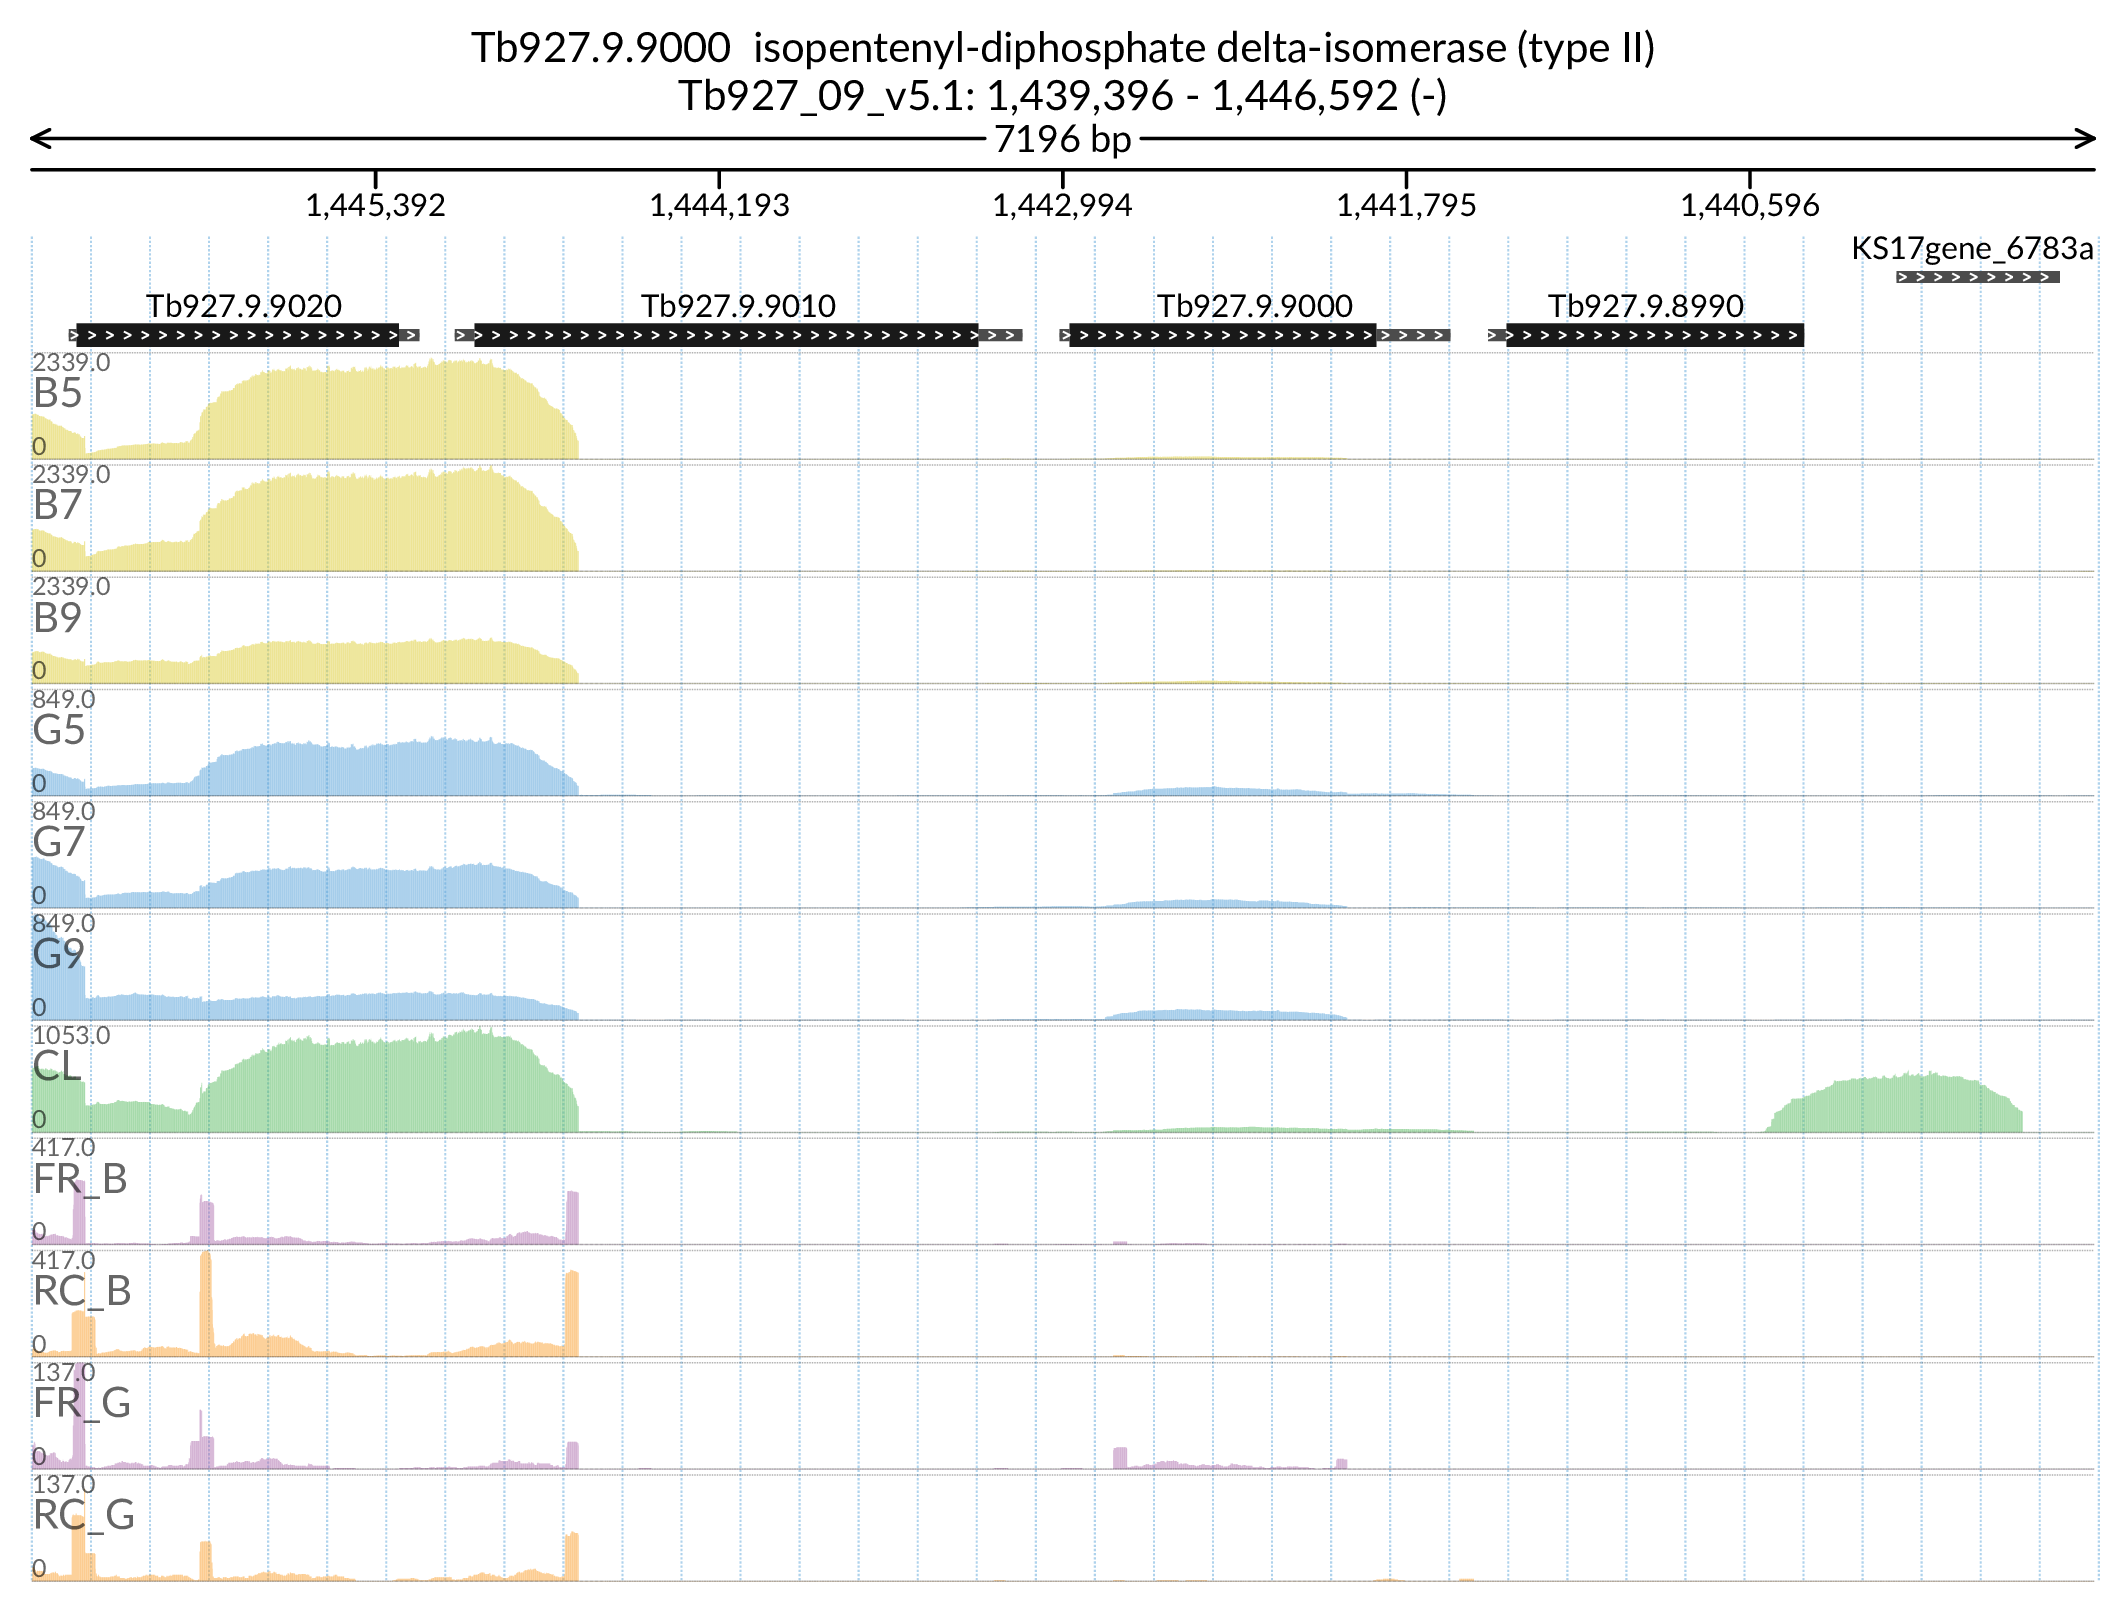 Tb927.9.9000  isopentenyl-diphosphate delta-isomerase (type II)
Tb927_09_v5.1: 1,439,396 - 1,446,592 (-)
7196 bp
1,445,392 1,444,193 1,442,994 1,441,795 1,440,596
KS17gene_6783a
Tb927.9.9020 Tb927.9.9010 Tb927.9.9000 Tb927.9.8990
2339.0
B5
0
2339.0
B7
0
2339.0
B9
0
849.0
G5
0
849.0
G7
0
849.0
G9
0
1053.0
CL
0
417.0
FR_B
0
417.0
RC_B
0
137.0
FR_G
0
137.0
RC_G
0